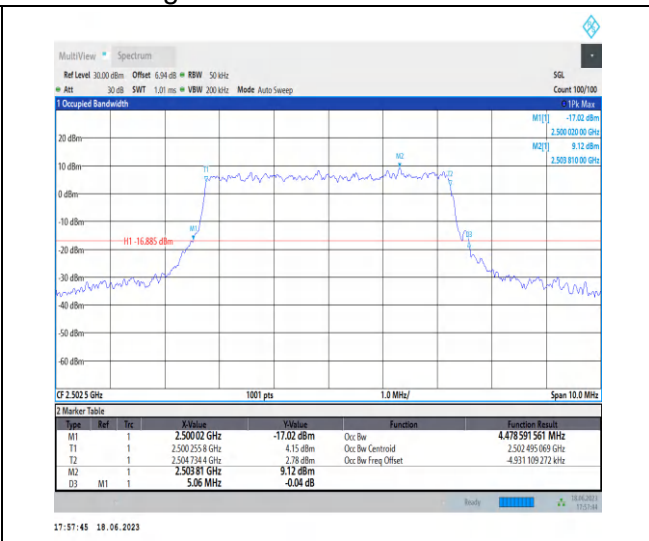 MultiView Spectrum
Ref Level 30.00 dBm Offset 6.94 dB RBW 50 kHz SGL
Att 30 dB SWT 1.01 ms VBW 200 kHz Mode Auto Sweep Count 100/100
1 Occupied Bandwidth 1Pk Max
M1[1] -17.02 dBm
2.500 020 00 GHz
M2[1] 9.12 dBm
2.503 810 00 GHz
20 dBm
10 dBm
0 dBm
-10 dBm
-20 dBm
-30 dBm
-40 dBm
-50 dBm
-60 dBm
T1
M2
T2
M1
D3
H1 -16.885 dBm
CF 2.502 5 GHz 1001 pts 1.0 MHz/ Span 10.0 MHz
2 Marker Table
Type Ref Trc X-Value Y-Value Function Function Result
M1 1 2.500 02 GHz -17.02 dBm Occ Bw 4.478 591 561 MHz
T1 1 2.500 255 8 GHz 4.15 dBm Occ Bw Centroid 2.502 495 069 GHz
T2 1 2.504 734 4 GHz 2.78 dBm Occ Bw Freq Offset -4.931 109 272 kHz
M2 1 2.503 81 GHz 9.12 dBm
D3 M1 1 5.06 MHz -0.04 dB
Ready 18.06.2023
17:57:44
17:57:45 18.06.2023